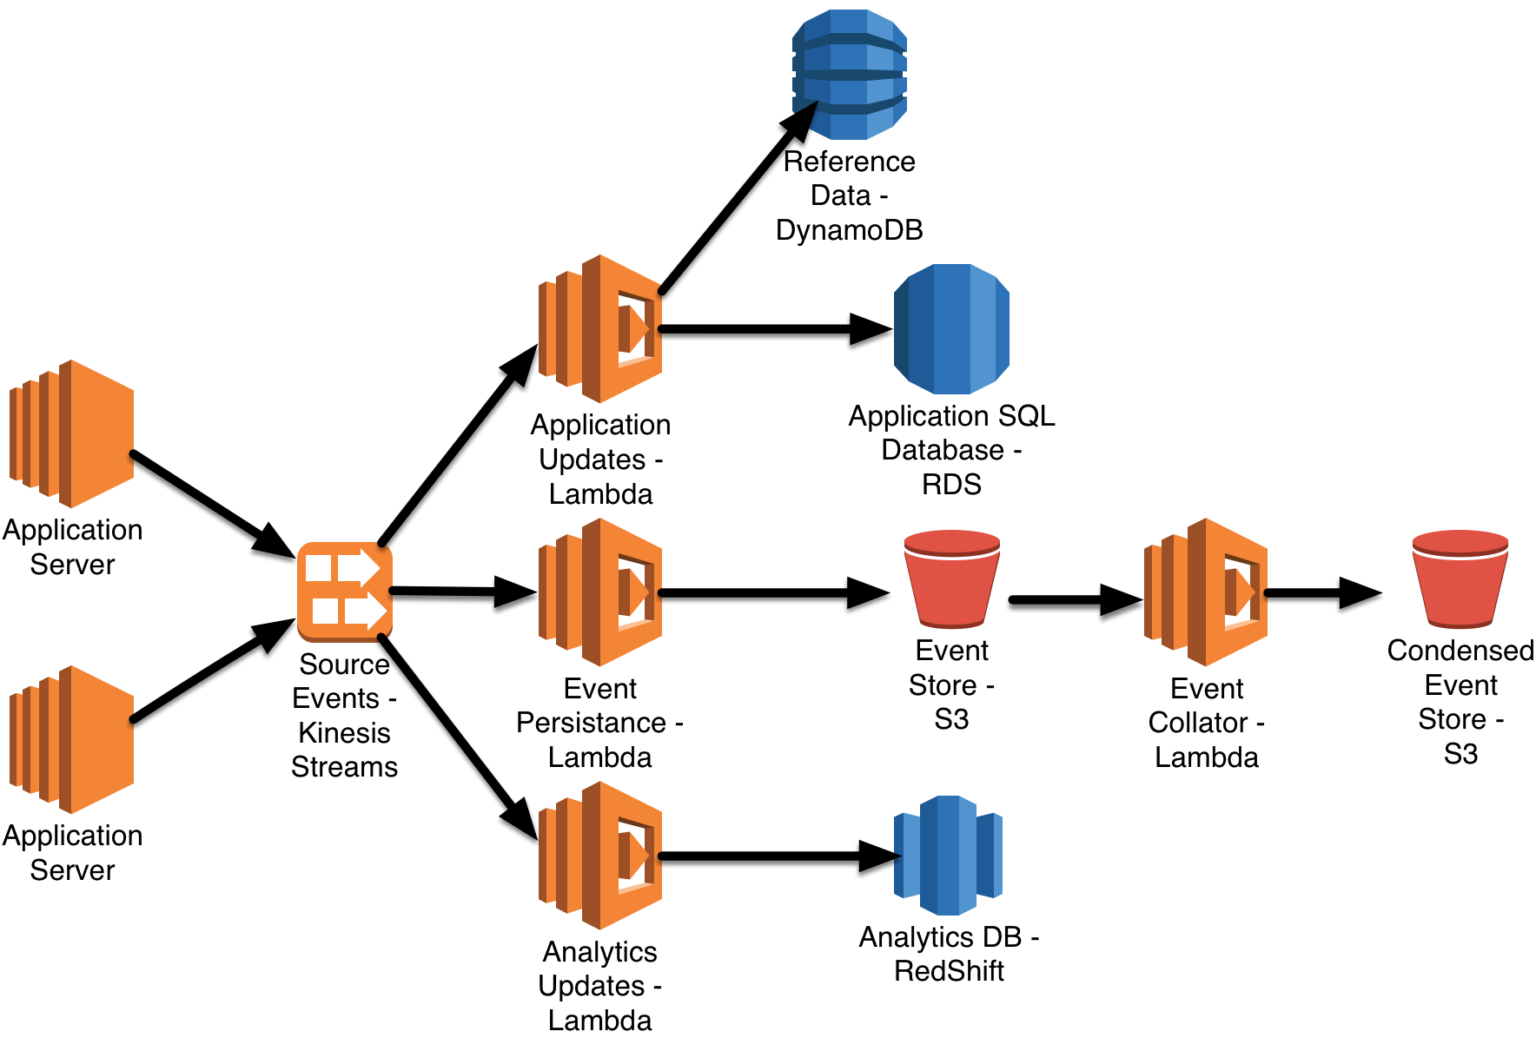 Reference
Data -
DynamoDB
Application
Updates -
Lambda
Application SQL
Database -
RDS
Application
Server
Source
Events -
Kinesis
Streams
Event
Persistance -
Lambda
Event
Store -
S3
Event
Collator -
Lambda
Condensed
Event
Store -
S3
Application
Server
Analytics
Updates -
Lambda
Analytics DB -
RedShift